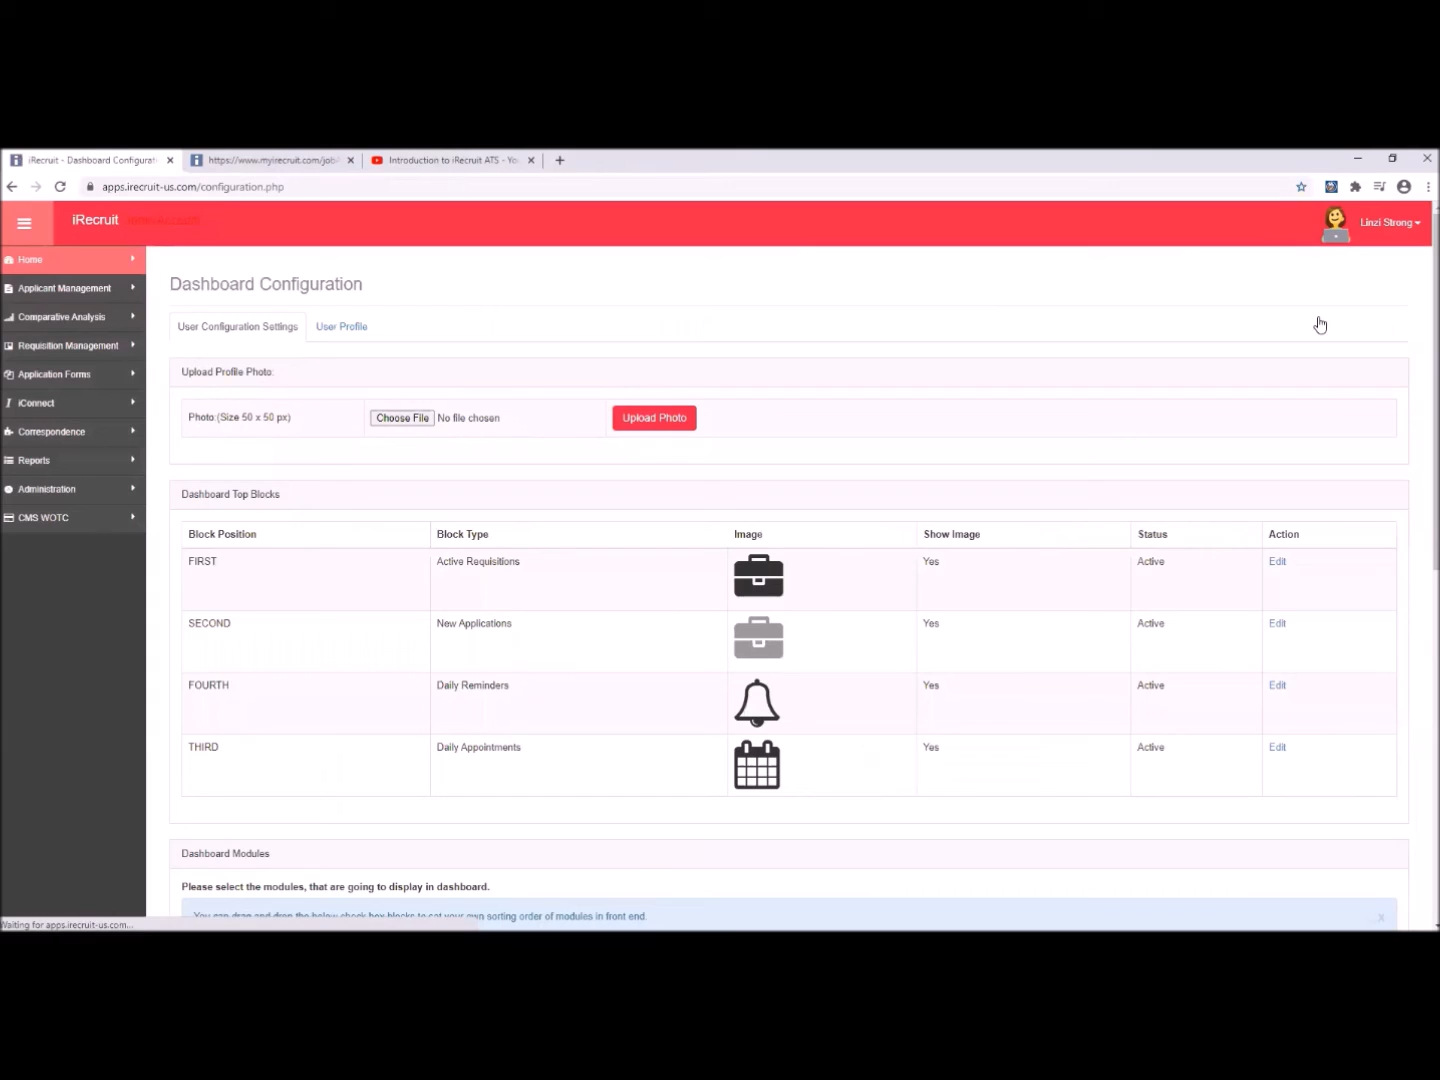 iRecruit - Dashboard Configurat
https://www.myirecruit.com/job
Introduction to iRecruit ATS - Yo
apps.irecruit-us.com/configuration.php
iRecruit
Linzi Strong
Home
Applicant Management
Comparative Analysis
Requisition Management
Application Forms
iConnect
Correspondence
Reports
Administration
CMS WOTC
Dashboard Configuration
User Configuration Settings User Profile
Upload Profile Photo:
Photo:(Size 50 x 50 px) Choose File No file chosen Upload Photo
Dashboard Top Blocks
Block Position Block Type Image Show Image Status Action
FIRST Active Requisitions Yes Active Edit
SECOND New Applications Yes Active Edit
FOURTH Daily Reminders Yes Active Edit
THIRD Daily Appointments Yes Active Edit
Dashboard Modules
Please select the modules, that are going to display in dashboard.
You can drag and drop the below check box blocks to set your own sorting order of modules in front end.
Waiting for apps.irecruit-us.com...